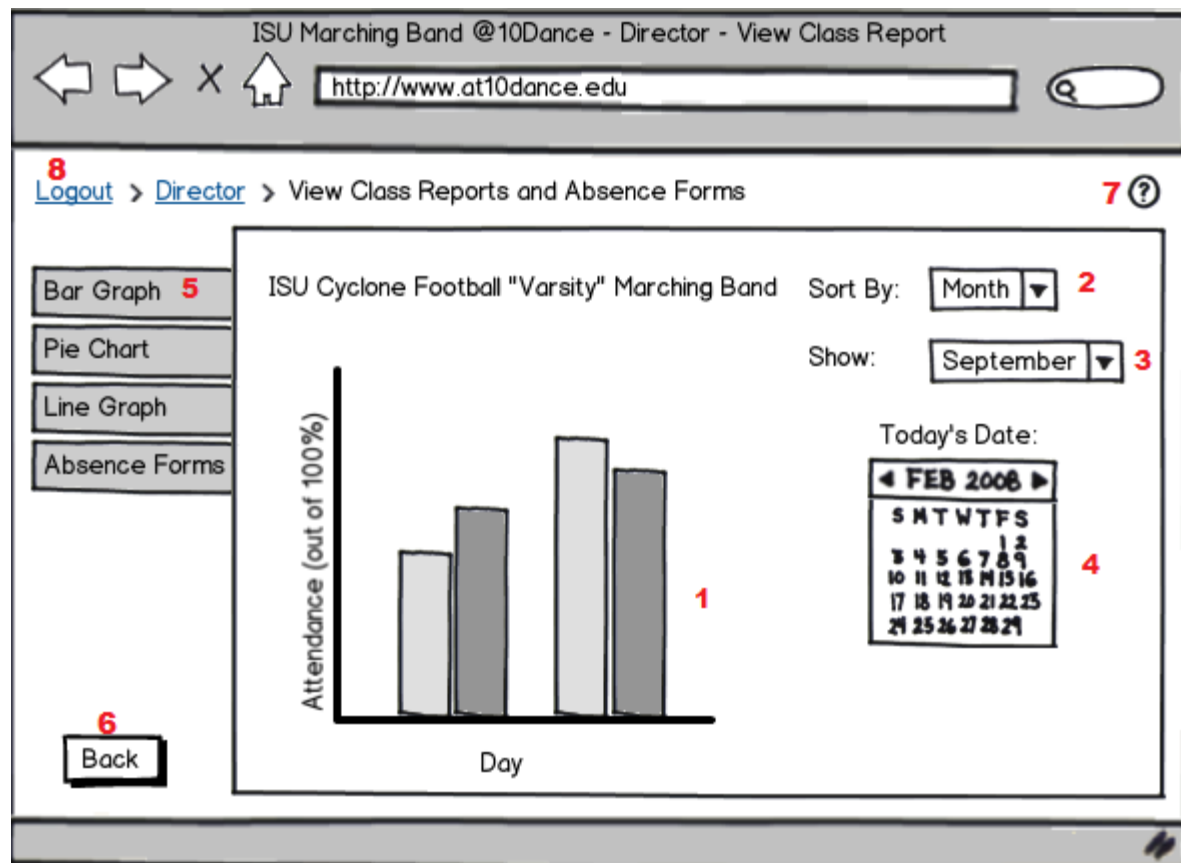 ISU Marching Band @10Dance - Director - View Class Report
http://www.at10dance.edu
8
Logout > Director > View Class Reports and Absence Forms
7 ?
Bar Graph 5
Pie Chart
Line Graph
Absence Forms
ISU Cyclone Football "Varsity" Marching Band
Sort By: Month 2
Show: September 3
Attendance (out of 100%)
1
Day
Today's Date:
FEB 2008
S M T W T F S
1 2
3 4 5 6 7 8 9
10 11 12 13 14 15 16
17 18 19 20 21 22 23
24 25 26 27 28 29
4
6
Back